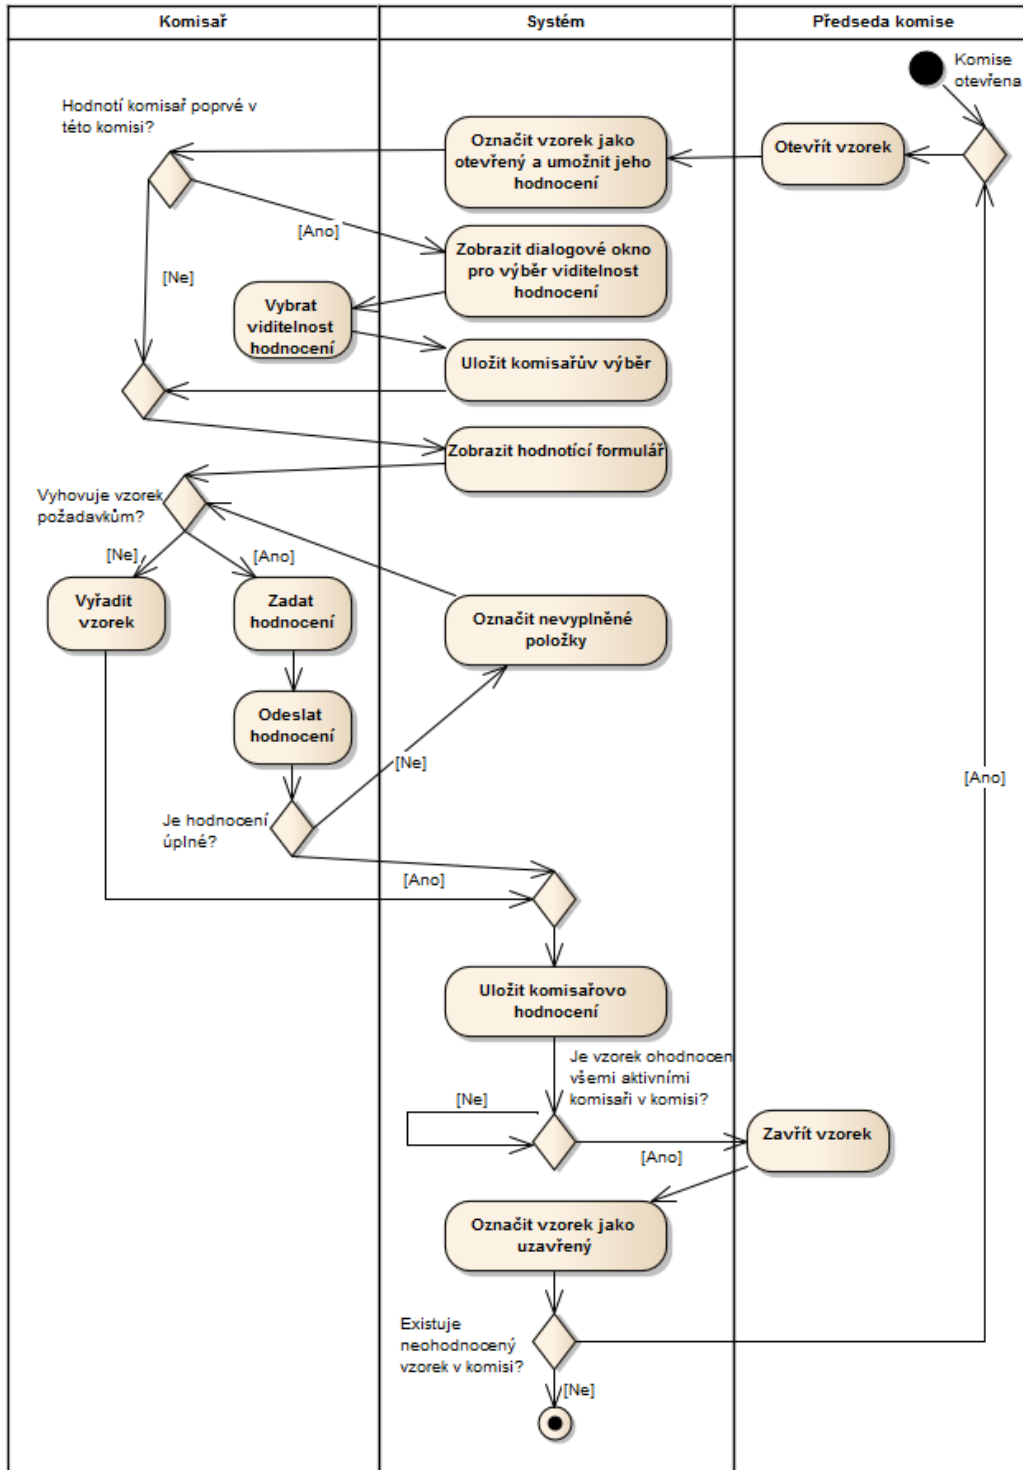 Komisař
Systém
Předseda komise
Komise
otevřena
Hodnotí komisař poprvé v
této komisi?
Označit vzorek jako
otevřený a umožnit jeho
hodnocení
Otevřít vzorek
[Ano]
Zobrazit dialogové okno
pro výběr viditelnost
hodnocení
[Ne]
Vybrat
viditelnost
hodnocení
Uložit komisařův výběr
Zobrazit hodnotící formulář
Vyhovuje vzorek
požadavkům?
[Ne]
[Ano]
Vyřadit
vzorek
Zadat
hodnocení
Označit nevyplněné
položky
Odeslat
hodnocení
[Ne]
[Ano]
Je hodnocení
úplné?
[Ano]
Uložit komisařovo
hodnocení
Je vzorek ohodnocen
všemi aktivními
komisaři v komisi?
[Ne]
Zavřít vzorek
[Ano]
Označit vzorek jako
uzavřený
Existuje
neohodnocený
vzorek v komisi?
[Ne]